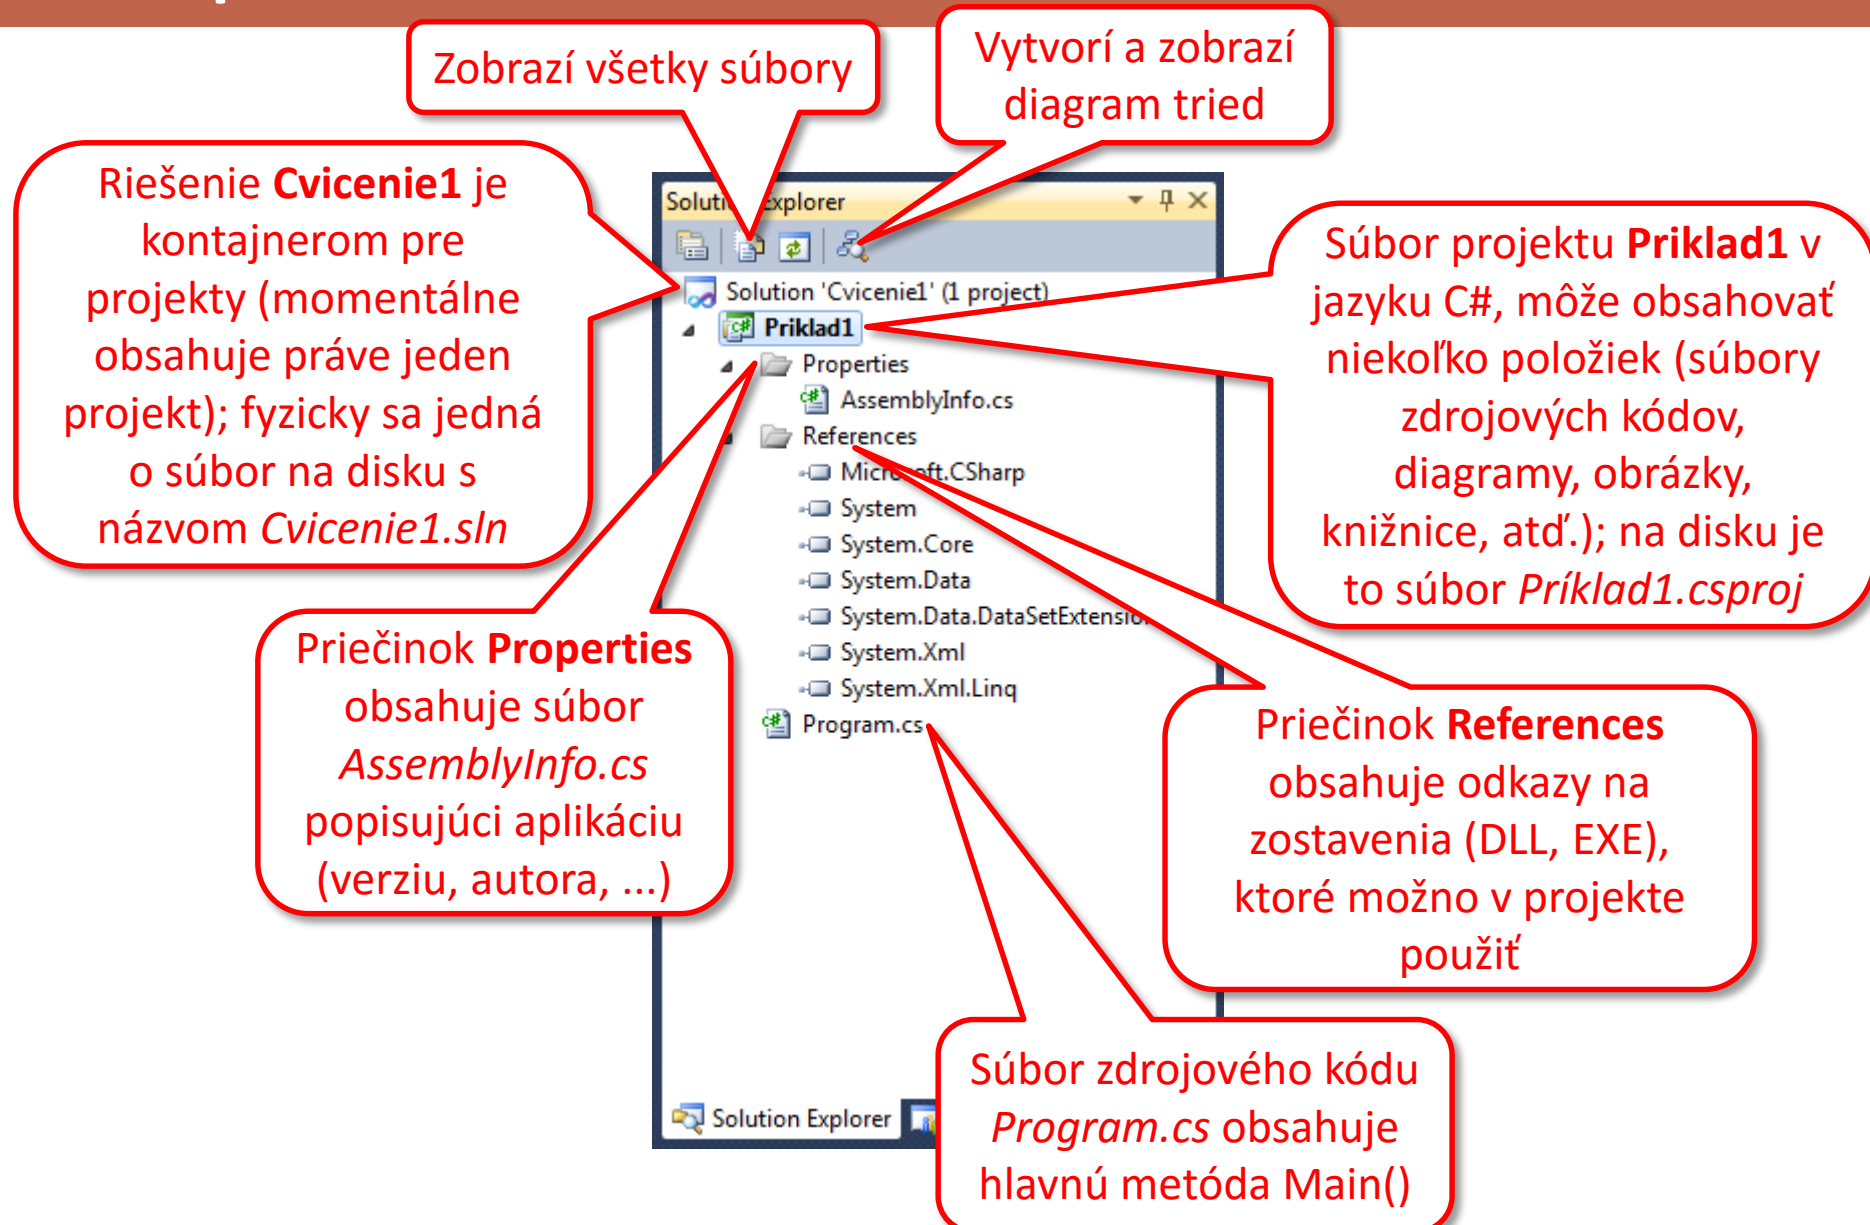 Zobrazí všetky súbory
Vytvorí a zobrazí
diagram tried
Riešenie Cvicenie1 je
kontajnerom pre
projekty (momentálne
obsahuje práve jeden
projekt); fyzicky sa jedná
o súbor na disku s
názvom Cvicenie1.sln
Explorer
Solution 'Cvicenie1' (1 project)
Priklad1
Properties
AssemblyInfo.cs
References
Microsoft.CSharp
System
System.Core
System.Data
System.Data.DataSetExtensio
System.Xml
System.Xml.Linq
Program.cs
Súbor projektu Priklad1 v
jazyku C#, môže obsahovať
niekoľko položiek (súbory
zdrojových kódov,
diagramy, obrázky,
knižnice, atď.); na disku je
to súbor Príklad1.csproj
Priečinok Properties
obsahuje súbor
AssemblyInfo.cs
popisujúci aplikáciu
(verziu, autora, ...)
Priečinok References
obsahuje odkazy na
zostavenia (DLL, EXE),
ktoré možno v projekte
použiť
Súbor zdrojového kódu
Program.cs obsahuje
hlavnú metóda Main()
Solution Explorer